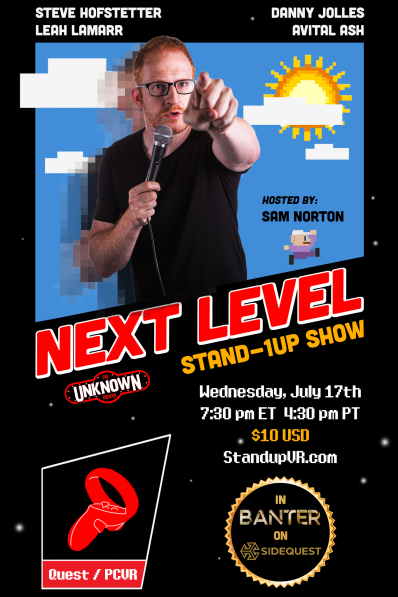 STEVE HOFSTETTER
LEAH LAMARR
DANNY JOLLES
AVITAL ASH
HOSTED BY:
SAM NORTON
NEXT LEVEL
STAND-1UP SHOW
UNKNOWN
Wednesday, July 17th
7:30 pm ET 4:30 pm PT
$10 USD
StandupVR.com
Quest / PCVR
IN
BANTER
ON
SIDEQUEST